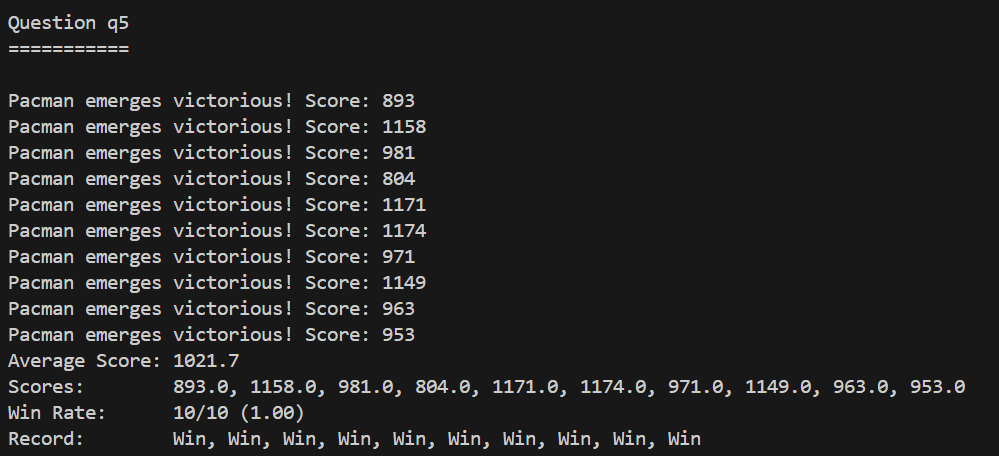 Question q5
===========
Pacman emerges victorious! Score: 893
Pacman emerges victorious! Score: 1158
Pacman emerges victorious! Score: 981
Pacman emerges victorious! Score: 804
Pacman emerges victorious! Score: 1171
Pacman emerges victorious! Score: 1174
Pacman emerges victorious! Score: 971
Pacman emerges victorious! Score: 1149
Pacman emerges victorious! Score: 963
Pacman emerges victorious! Score: 953
Average Score: 1021.7
Scores:        893.0, 1158.0, 981.0, 804.0, 1171.0, 1174.0, 971.0, 1149.0, 963.0, 953.0
Win Rate:      10/10 (1.00)
Record:        Win, Win, Win, Win, Win, Win, Win, Win, Win, Win